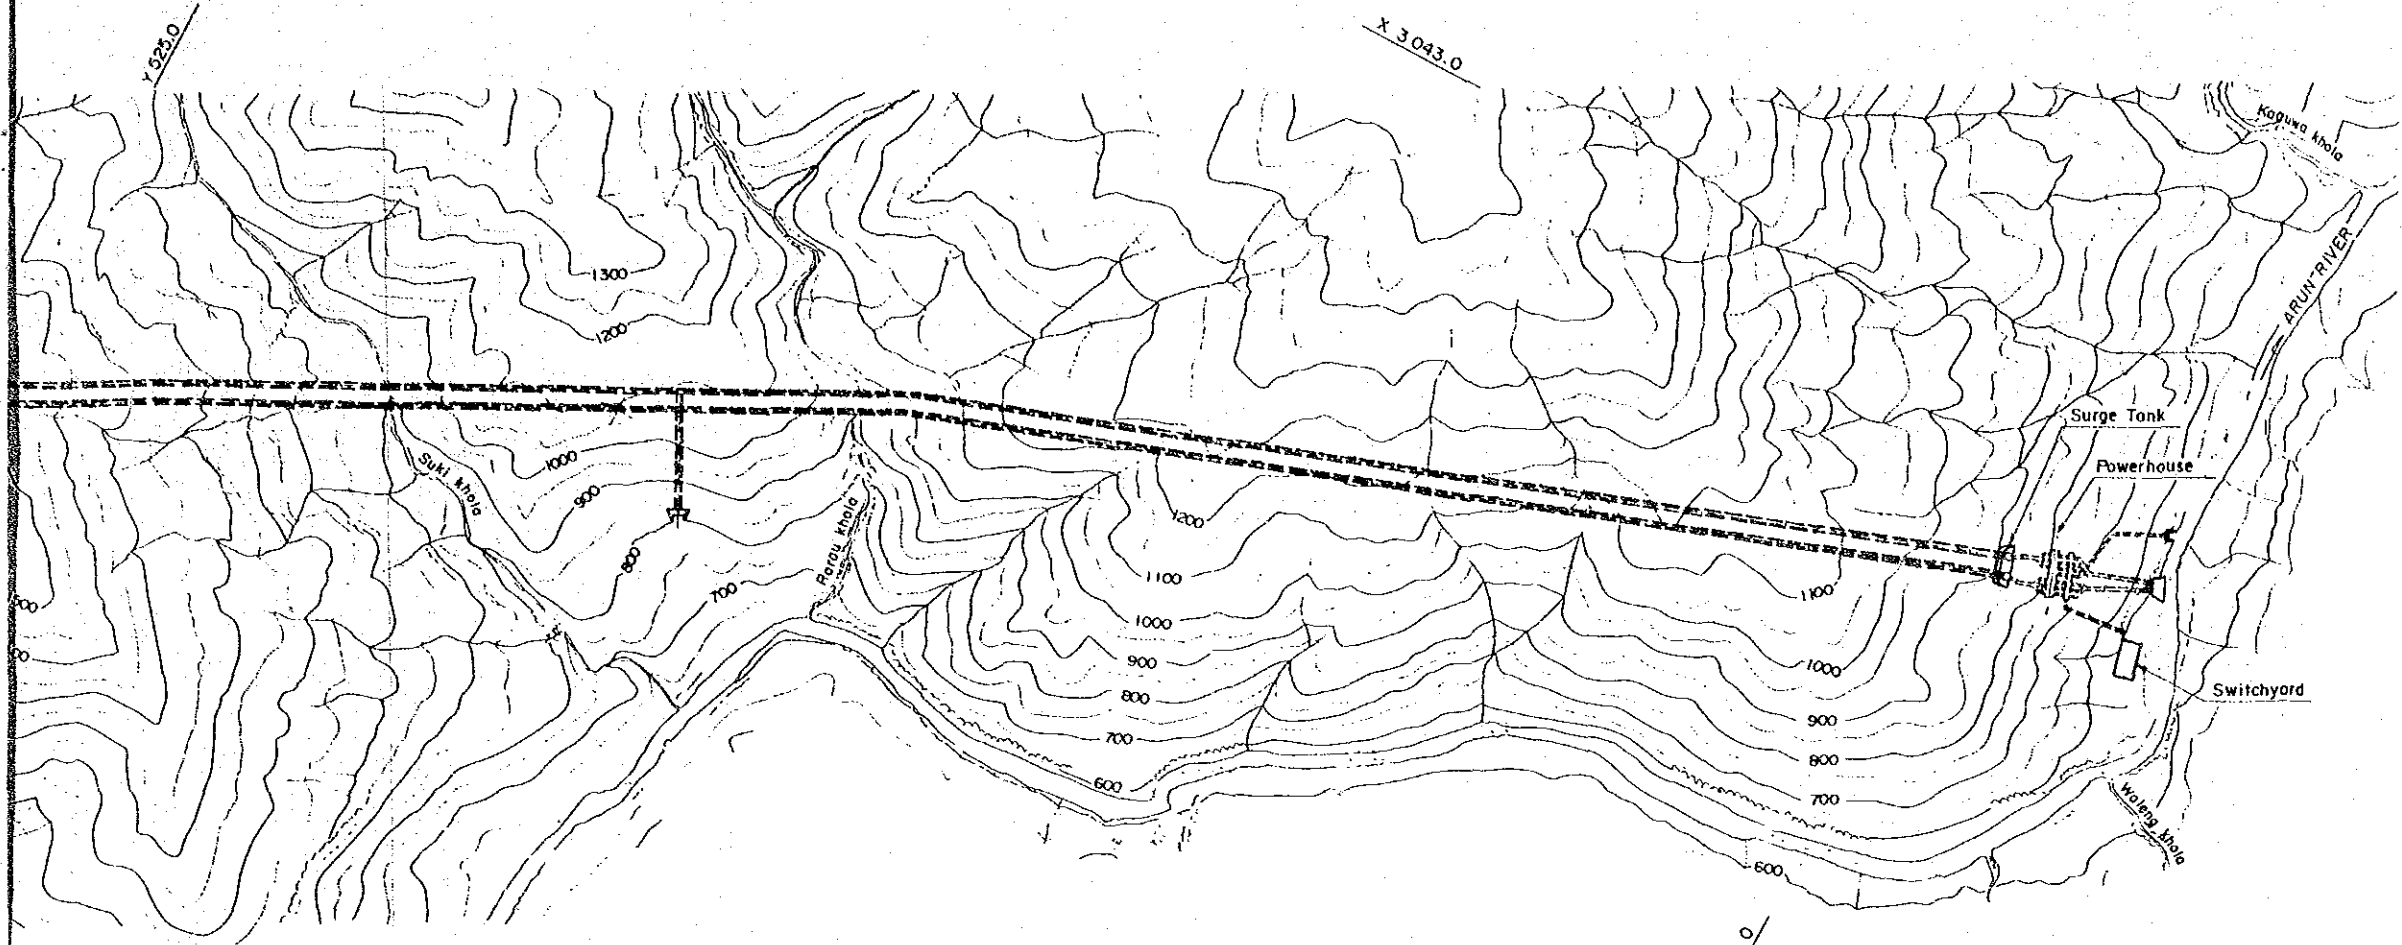 Y 525.0
X 3 043.0
Kaguwa khola
ARUN RIVER
1300
1200
Surge Tank
Powerhouse
1000
900
Suki khola
800
700
Parau khola
1200
1100
1000
900
800
700
600
1100
1000
900
800
700
600
Switchyard
Waleng khola